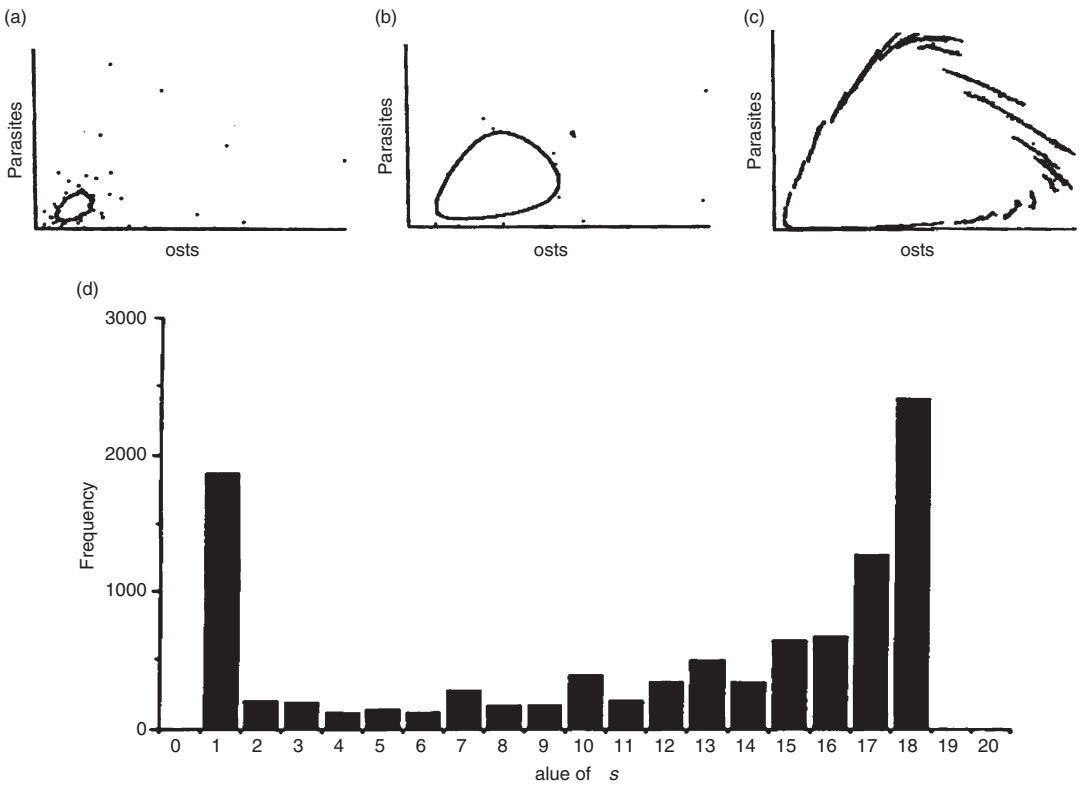 (a)
Parasites
osts
(b)
Parasites
osts
(c)
Parasites
osts
(d)
3000
2000
1000
0
Frequency
0 1 2 3 4 5 6 7 8 9 10 11 12 13 14 15 16 17 18 19 20
alue of s